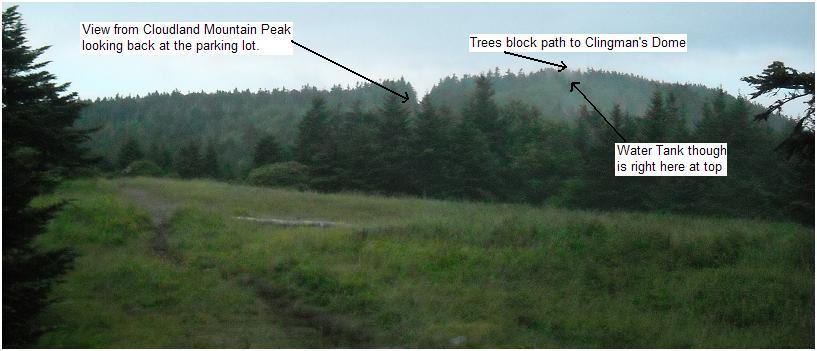 View from Cloudland Mountain Peak
looking back at the parking lot.
Trees block path to Clingman's Dome
Water Tank though
is right here at top